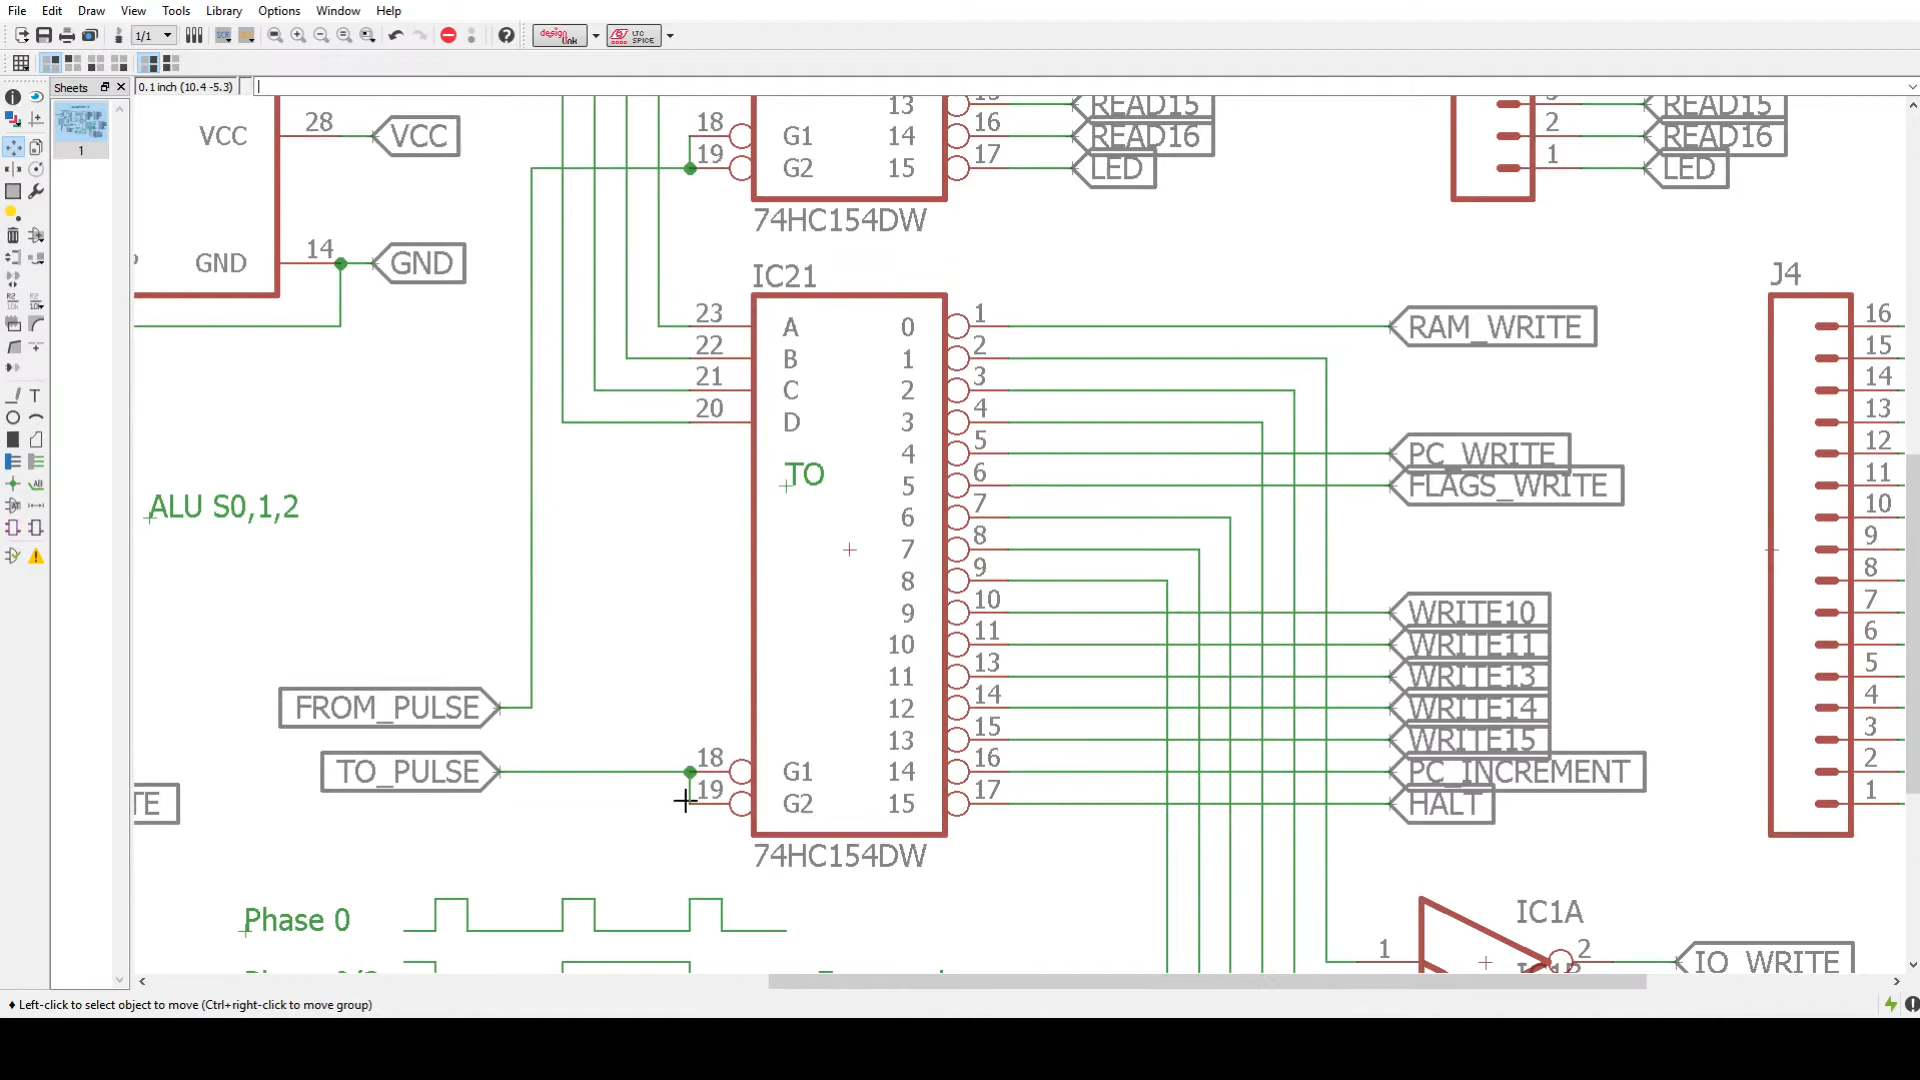 File Edit Draw View Tools Library Options Window Help
1/1 SCR design link LTC SPICE
Sheets 0.1 inch (10.4 -5.3)
1
VCC 28 VCC
GND 14 GND
18 G1 13
19 G2 14 16 READ15
15 17 READ16
LED
74HC154DW
READ15
2 READ16
1 LED
IC21
23 A 0 1 RAM_WRITE
22 B 1 2
21 C 2 3
20 D 3 4
4 5 PC_WRITE
TO 5 6 FLAGS_WRITE
6 7
7 8
8 9
9 10 WRITE10
10 11 WRITE11
11 13 WRITE13
12 14 WRITE14
13 15 WRITE15
18 G1 14 16 PC_INCREMENT
19 G2 15 17 HALT
74HC154DW
ALU S0,1,2
FROM_PULSE
TO_PULSE
TE
J4
16
15
14
13
12
11
10
9
8
7
6
5
4
3
2
1
Phase 0
IC1A
1 2 IO_WRITE
Left-click to select object to move (Ctrl+right-click to move group)